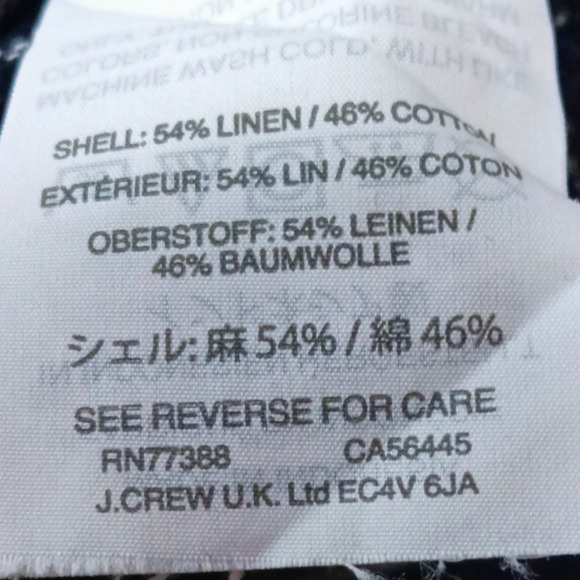 SHELL: 54% LINEN / 46% COTTON
EXTÉRIEUR: 54% LIN / 46% COTON
OBERSTOFF: 54% LEINEN /
46% BAUMWOLLE
シェル: 麻 54% / 綿 46%
SEE REVERSE FOR CARE
RN77388 CA56445
J.CREW U.K. Ltd EC4V 6JA